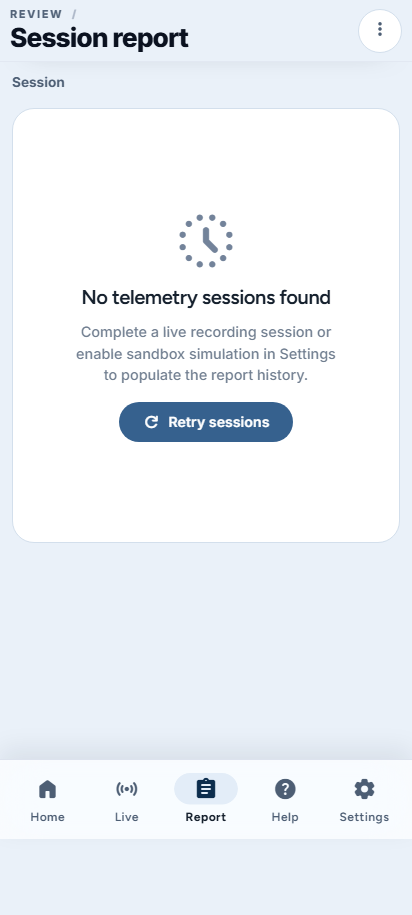 REVIEW /
Session report
Session
No telemetry sessions found
Complete a live recording session or
enable sandbox simulation in Settings
to populate the report history.
Retry sessions
Home
Live
Report
Help
Settings